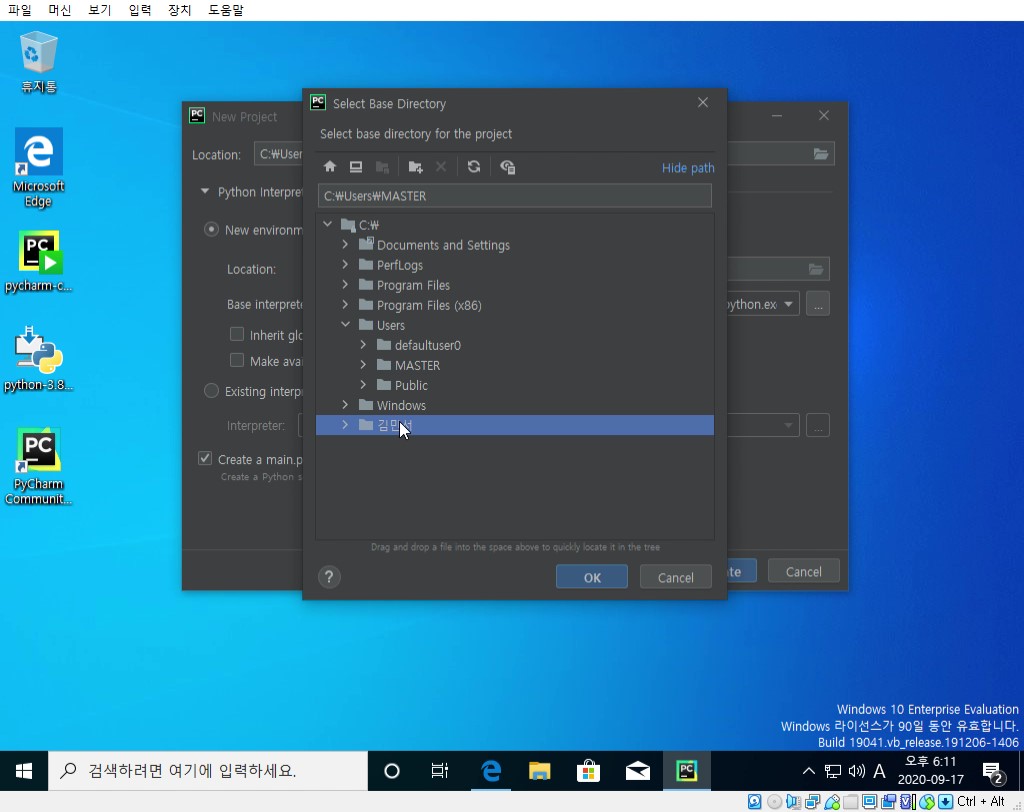 파일 머신 보기 입력 장치 도움말
휴지통
Microsoft
Edge
pycharm-c...
python-3.8...
PyCharm
Communit...
New Project
Location: C:₩User
Python Interpre
New environm
Location:
Base interprete
python.exe
...
Inherit glo
Make avai
Existing interp
Interpreter:
...
Create a main.p
Create a Python s
te
Cancel
Select Base Directory
Select base directory for the project
Hide path
C:₩Users₩MASTER
C:₩
Documents and Settings
PerfLogs
Program Files
Program Files (x86)
Users
defaultuser0
MASTER
Public
Windows
Drag and drop a file into the space above to quickly locate it in the tree
?
OK
Cancel
Windows 10 Enterprise Evaluation
Windows 라이선스가 90일 동안 유효합니다.
Build 19041.vb_release.191206-1406
검색하려면 여기에 입력하세요.
A
오후 6:11
2020-09-17
2
Ctrl + Alt